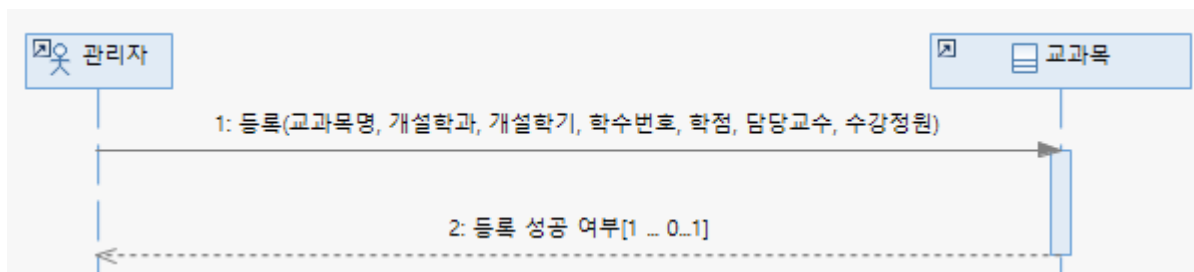 관리자
교과목
1: 등록(교과목명, 개설학과, 개설학기, 학수번호, 학점, 담당교수, 수강정원)
2: 등록 성공 여부[1 ... 0...1]